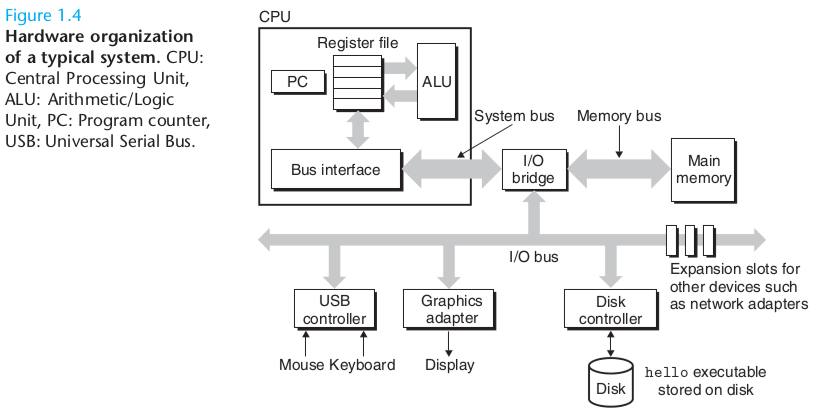 Figure 1.4
Hardware organization
of a typical system. CPU:
Central Processing Unit,
ALU: Arithmetic/Logic
Unit, PC: Program counter,
USB: Universal Serial Bus.
CPU
Register file
PC
ALU
System bus
Memory bus
Bus interface
I/O
bridge
Main
memory
I/O bus
Expansion slots for
other devices such
as network adapters
USB
controller
Graphics
adapter
Disk
controller
Mouse Keyboard
Display
Disk
hello executable
stored on disk